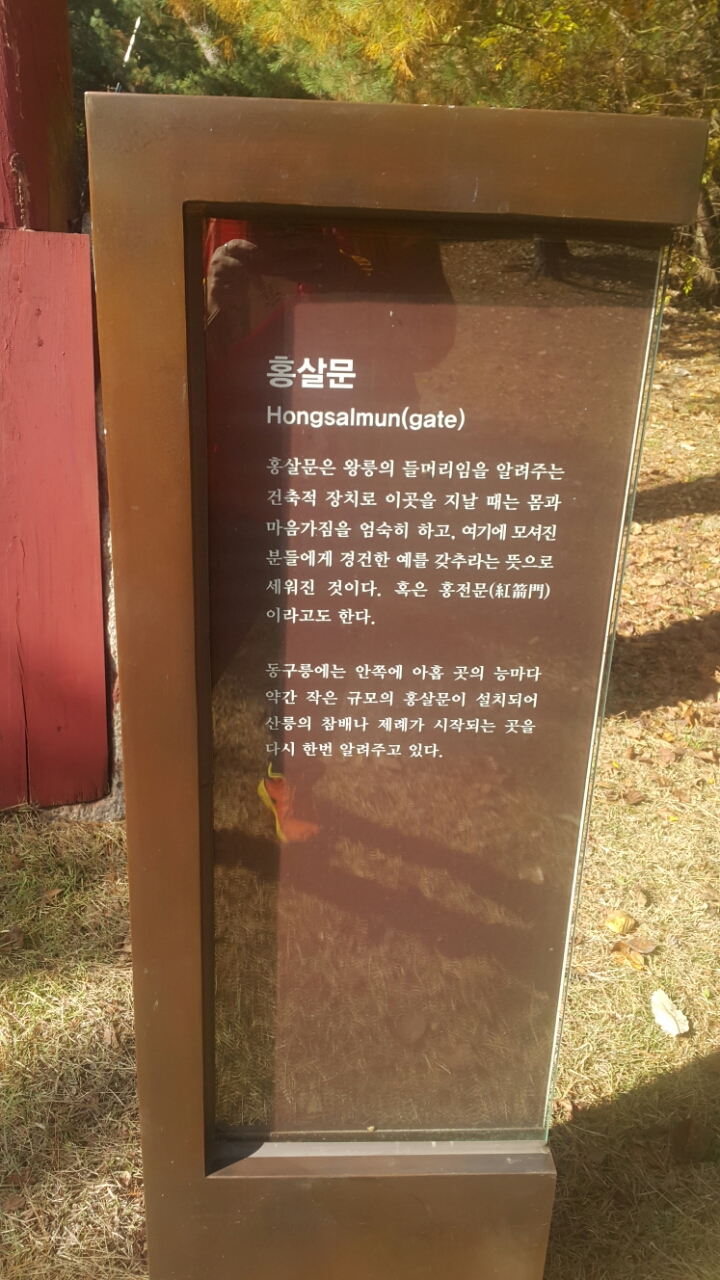 홍살문
Hongsalmun(gate)
홍살문은 왕릉의 들머리임을 알려주는
건축적 장치로 이곳을 지날 때는 몸과
마음가짐을 엄숙히 하고, 여기에 모셔진
분들에게 경건한 예를 갖추라는 뜻으로
세워진 것이다. 혹은 홍전문(紅箭門)
이라고도 한다.
동구릉에는 안쪽에 아홉 곳의 능마다
약간 작은 규모의 홍살문이 설치되어
산릉의 참배나 제례가 시작되는 곳을
다시 한번 알려주고 있다.